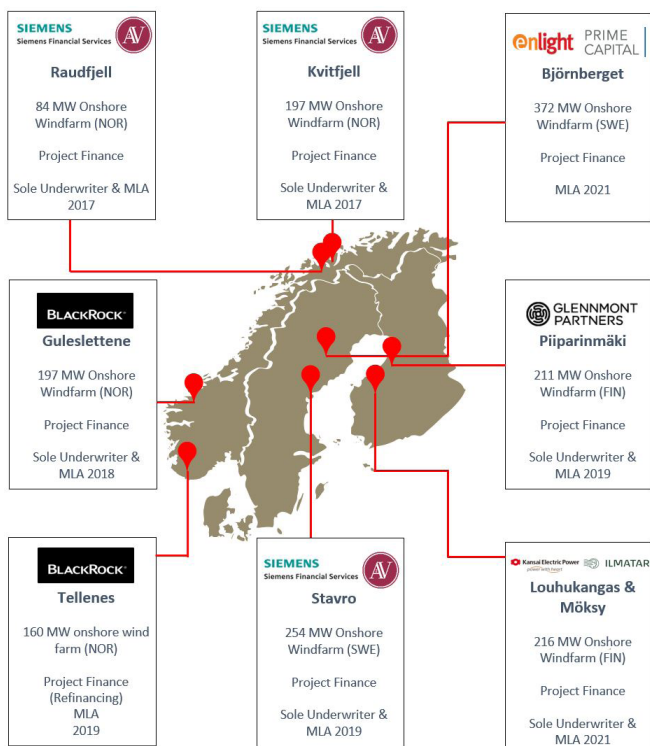 SIEMENS
Siemens Financial Services
AV
Raudfjell
84 MW Onshore
Windfarm (NOR)
Project Finance
Sole Underwriter & MLA
2017
SIEMENS
Siemens Financial Services
AV
Kvitfjell
197 MW Onshore
Windfarm (NOR)
Project Finance
Sole Underwriter &
MLA 2017
enlight PRIME
CAPITAL
Björnberget
372 MW Onshore
Windfarm (SWE)
Project Finance
MLA 2021
BLACKROCK
Guleslettene
197 MW Onshore
Windfarm (NOR)
Project Finance
Sole Underwriter &
MLA 2018
GLENNMONT
PARTNERS
Piiparinmäki
211 MW Onshore
Windfarm (FIN)
Project Finance
Sole Underwriter &
MLA 2019
BLACKROCK
Tellenes
160 MW onshore wind
farm (NOR)
Project Finance
(Refinancing)
MLA
2019
SIEMENS
Siemens Financial Services
AV
Stavro
254 MW Onshore
Windfarm (SWE)
Project Finance
Sole Underwriter &
MLA 2019
Kansai Electric Power
power with heart
ILMATAR
Louhukangas &
Möksy
216 MW Onshore
Windfarm (FIN)
Project Finance
Sole Underwriter &
MLA 2021